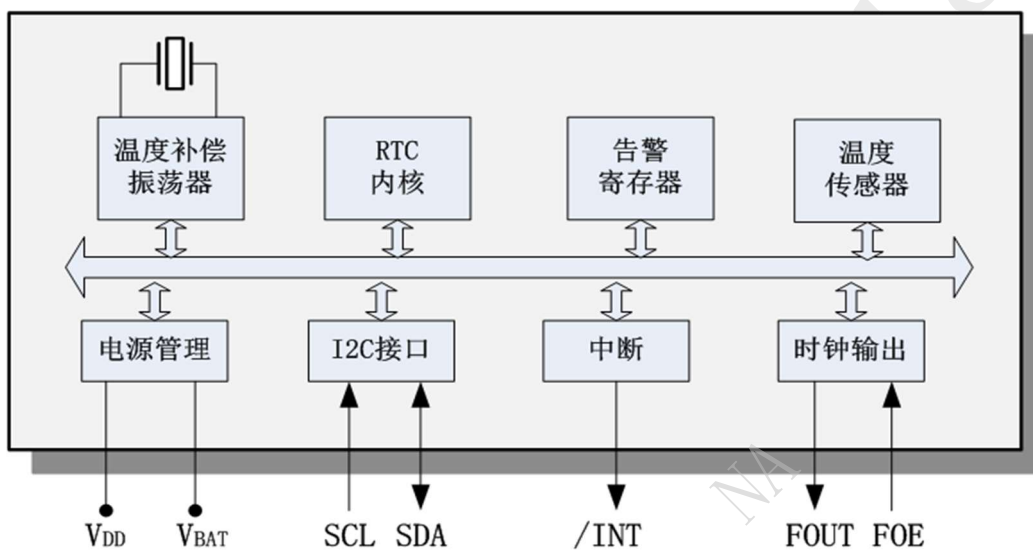 温度补偿
振荡器
RTC
内核
告警
寄存器
温度
传感器
电源管理
I2C接口
中断
时钟输出
VDD
VBAT
SCL
SDA
/INT
FOUT
FOE
NA